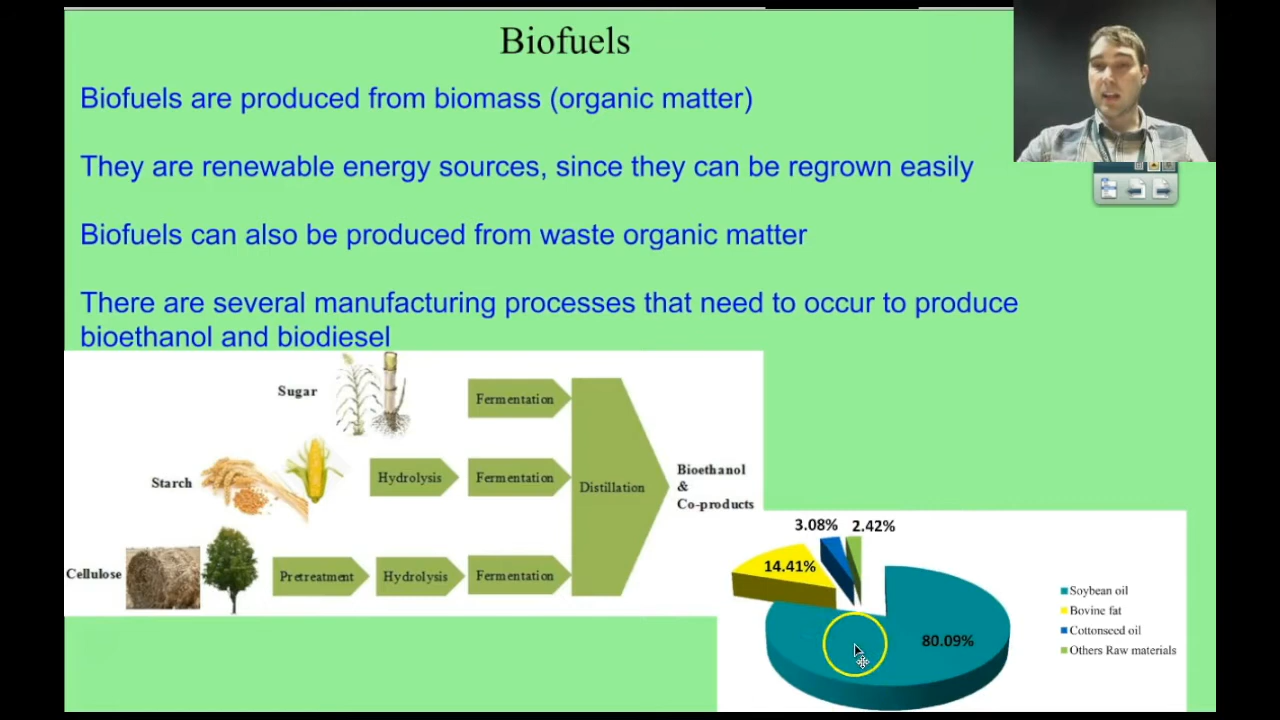 Biofuels
Biofuels are produced from biomass (organic matter)
They are renewable energy sources, since they can be regrown easily
Biofuels can also be produced from waste organic matter
There are several manufacturing processes that need to occur to produce
bioethanol and biodiesel
Sugar
Fermentation
Starch
Hydrolysis
Fermentation
Distillation
Bioethanol
&
Co-products
Cellulose
Pretreatment
Hydrolysis
Fermentation
3.08%
2.42%
14.41%
80.09%
Soybean oil
Bovine fat
Cottonseed oil
Others Raw materials